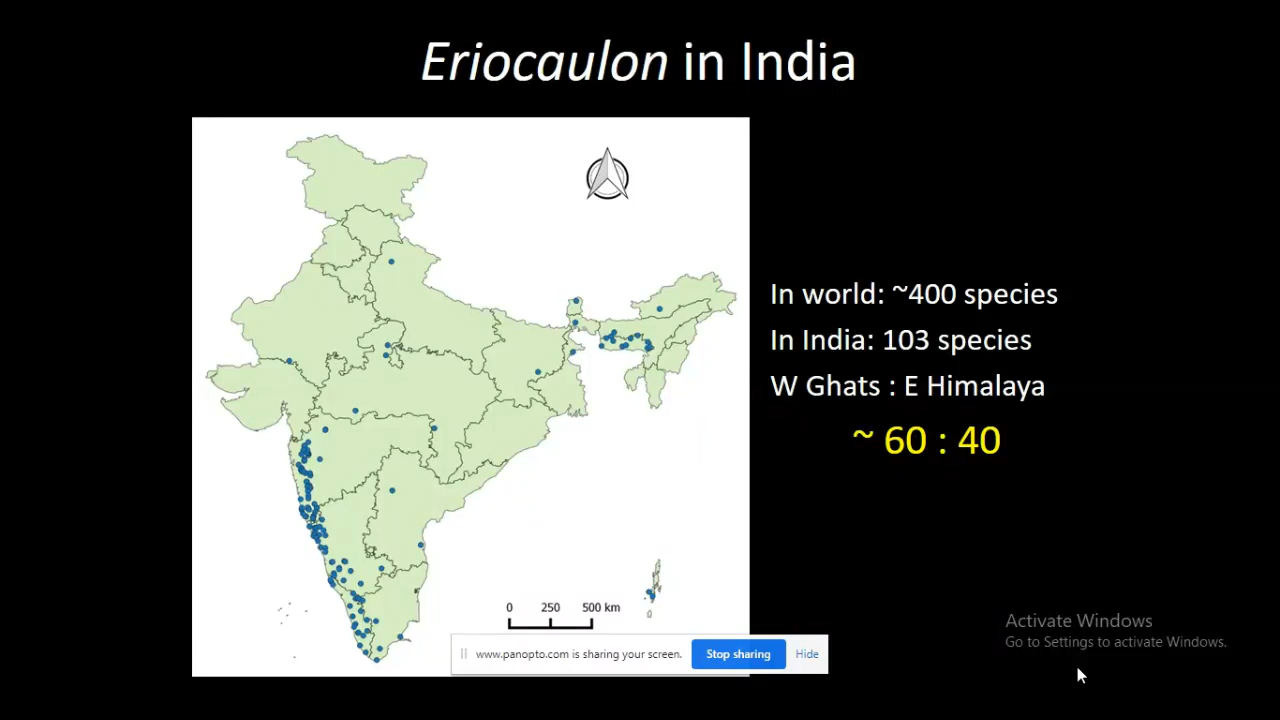 Eriocaulon in India
In world: ~400 species
In India: 103 species
W Ghats : E Himalaya
~ 60 : 40
0 250 500 km
www.panopto.com is sharing your screen. Stop sharing Hide
Activate Windows
Go to Settings to activate Windows.